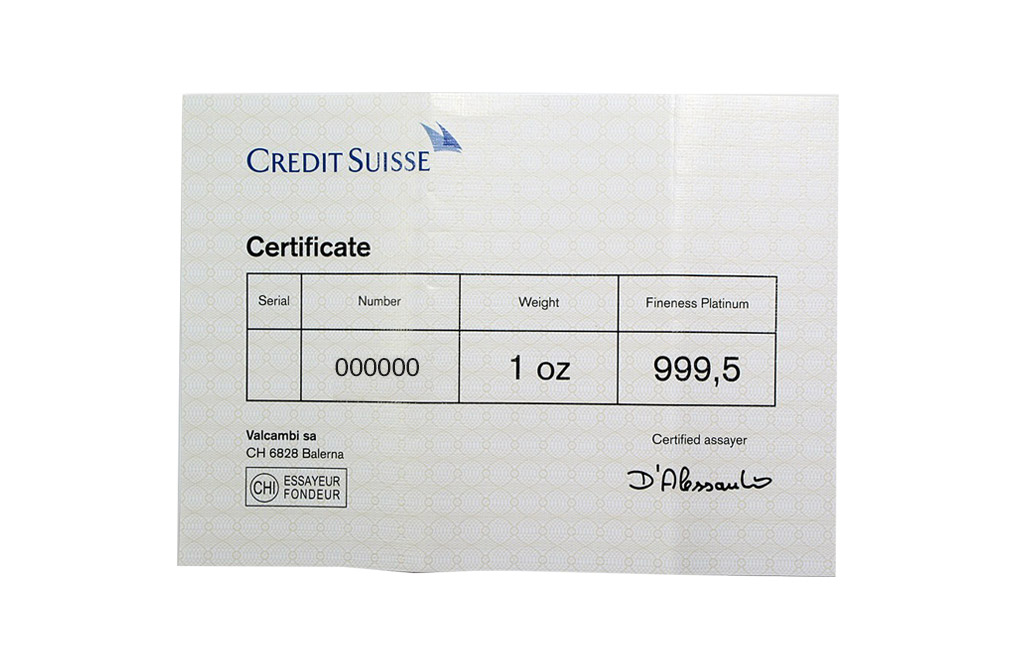 CREDIT SUISSE
Certificate
Serial Number Weight Fineness Platinum
000000 1 oz 999,5
Valcambi sa
CH 6828 Balerna
CHI ESSAYEUR
FONDEUR
Certified assayer
D'Alessandro